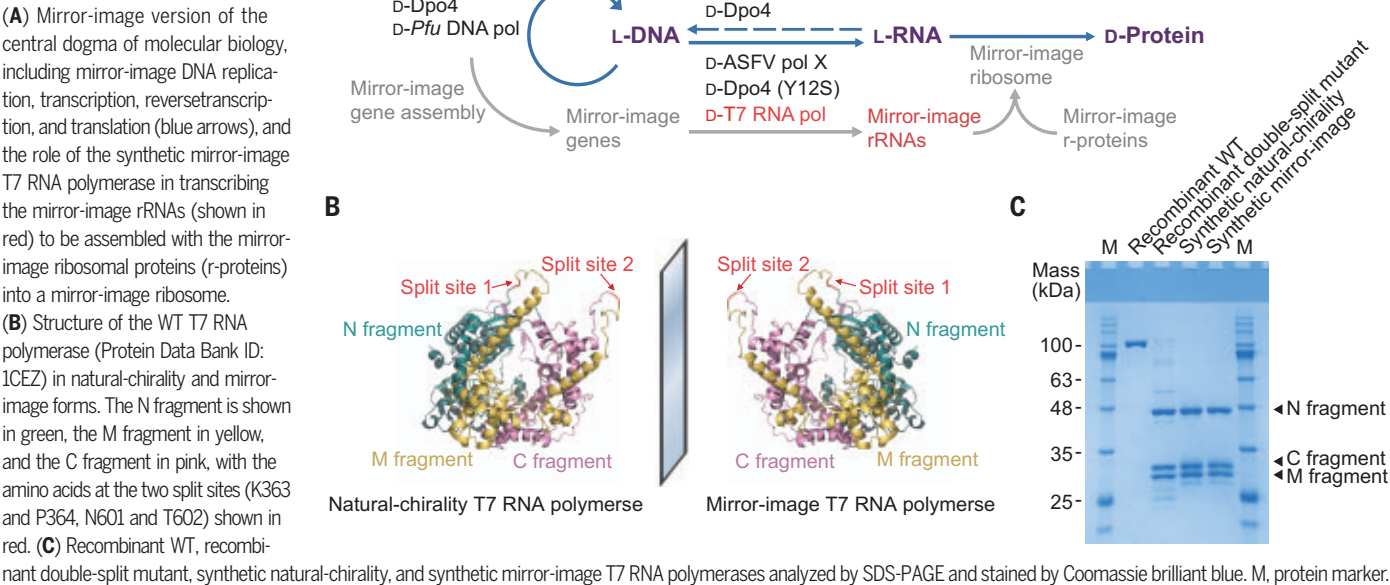 (A) Mirror-image version of the
central dogma of molecular biology,
including mirror-image DNA replica-
tion, transcription, reversetranscrip-
tion, and translation (blue arrows), and
the role of the synthetic mirror-image
T7 RNA polymerase in transcribing
the mirror-image rRNAs (shown in
red) to be assembled with the mirror-
image ribosomal proteins (r-proteins)
into a mirror-image ribosome.
(B) Structure of the WT T7 RNA
polymerase (Protein Data Bank ID:
1CEZ) in natural-chirality and mirror-
image forms. The N fragment is shown
in green, the M fragment in yellow,
and the C fragment in pink, with the
amino acids at the two split sites (K363
and P364, N601 and T602) shown in
red. (C) Recombinant WT, recombi-
nant double-split mutant, synthetic natural-chirality, and synthetic mirror-image T7 RNA polymerases analyzed by SDS-PAGE and stained by Coomassie brilliant blue. M, protein marker
D-Dpo4
D-Pfu DNA pol
L-DNA
D-Dpo4
L-RNA
D-Protein
D-ASFV pol X
D-Dpo4 (Y12S)
D-T7 RNA pol
Mirror-image
gene assembly
Mirror-image
genes
Mirror-image
rRNAs
Mirror-image
ribosome
Mirror-image
r-proteins
B
Split site 1
Split site 2
N fragment
M fragment
C fragment
Natural-chirality T7 RNA polymerse
Split site 2
Split site 1
N fragment
C fragment
M fragment
Mirror-image T7 RNA polymerse
C
M
Recombinant WT
Recombinant double-split mutant
Synthetic natural-chirality
Synthetic mirror-image
M
Mass
(kDa)
100-
63-
48-
35-
25-
◄ N fragment
◄ C fragment
◄ M fragment